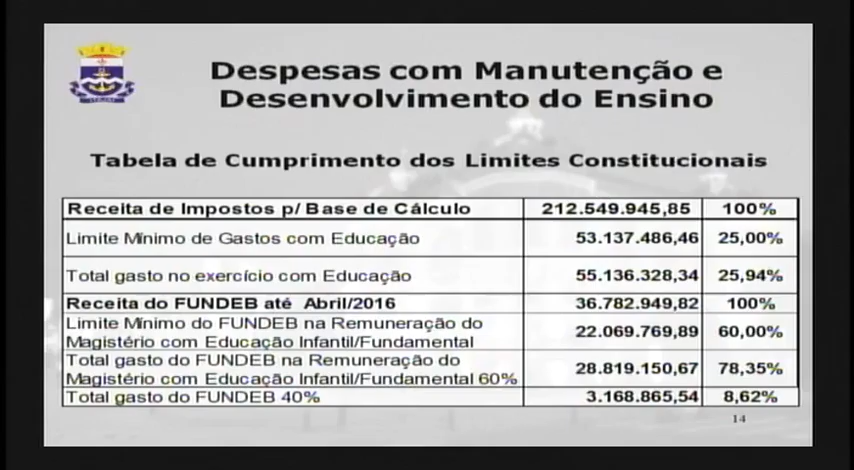 Despesas com Manutenção e
Desenvolvimento do Ensino
Tabela de Cumprimento dos Limites Constitucionais
Receita de Impostos p/ Base de Cálculo 212.549.945,85 100%
Limite Mínimo de Gastos com Educação 53.137.486,46 25,00%
Total gasto no exercício com Educação 55.136.328,34 25,94%
Receita do FUNDEB até Abril/2016 36.782.949,82 100%
Limite Mínimo do FUNDEB na Remuneração do
Magistério com Educação Infantil/Fundamental 22.069.769,89 60,00%
Total gasto do FUNDEB na Remuneração do
Magistério com Educação Infantil/Fundamental 60% 28.819.150,67 78,35%
Total gasto do FUNDEB 40% 3.168.865,54 8,62%
14